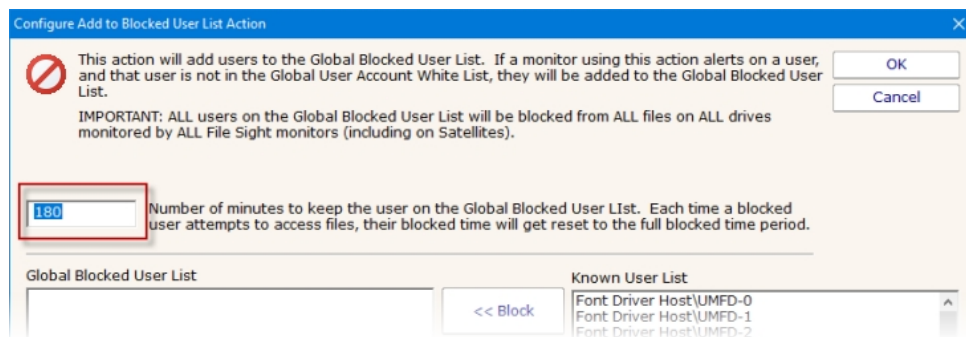 Configure Add to Blocked User List Action
This action will add users to the Global Blocked User List. If a monitor using this action alerts on a user,
and that user is not in the Global User Account White List, they will be added to the Global Blocked User
List.
OK
Cancel
IMPORTANT: ALL users on the Global Blocked User List will be blocked from ALL files on ALL drives
monitored by ALL File Sight monitors (including on Satellites).
180
Number of minutes to keep the user on the Global Blocked User LIst. Each time a blocked
user attempts to access files, their blocked time will get reset to the full blocked time period.
Global Blocked User List
Known User List
<< Block
Font Driver Host\UMFD-0
Font Driver Host\UMFD-1
Font Driver Host\UMFD-2